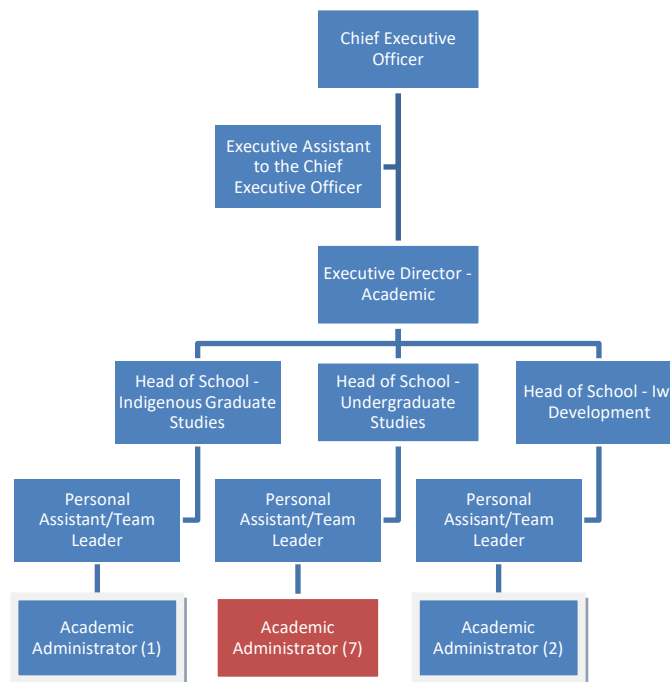 Chief Executive
Officer
Executive Assistant
to the Chief
Executive Officer
Executive Director -
Academic
Head of School -
Indigenous Graduate
Studies
Head of School -
Undergraduate
Studies
Head of School - Iw
Development
Personal
Assistant/Team
Leader
Personal
Assistant/Team
Leader
Personal
Assisant/Team
Leader
Academic
Administrator (1)
Academic
Administrator (7)
Academic
Administrator (2)